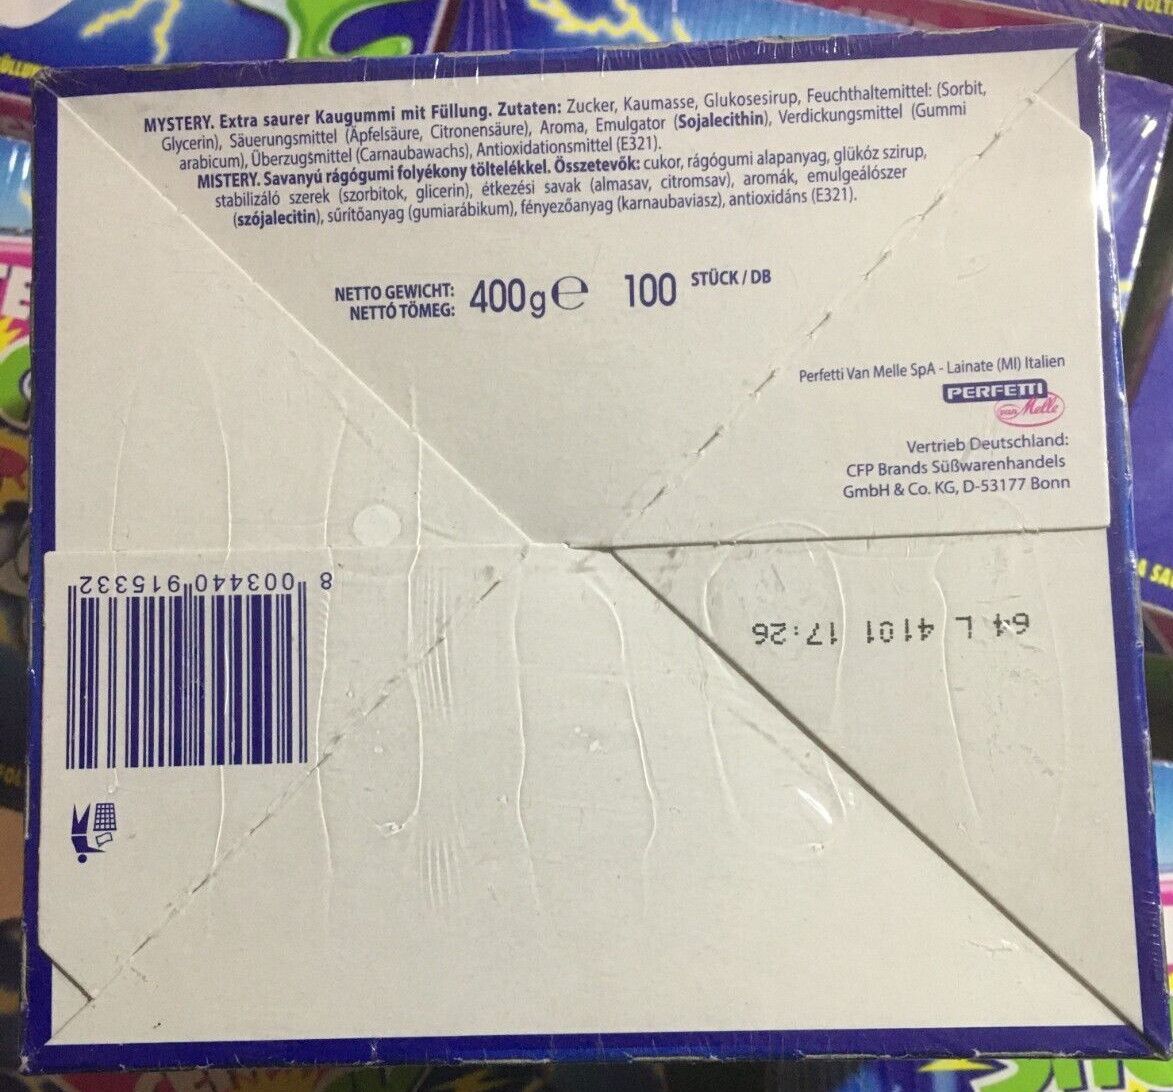 MYSTERY. Extra saurer Kaugummi mit Füllung. Zutaten: Zucker, Kaumasse, Glukosesirup, Feuchthaltemittel: (Sorbit,
Glycerin), Säuerungsmittel (Äpfelsäure, Citronensäure), Aroma, Emulgator (Sojalecithin), Verdickungsmittel (Gummi
arabicum), Überzugsmittel (Carnaubawachs), Antioxidationsmittel (E321).
MISTERY. Savanyú rágógumi folyékony töltelékkel. Összetevők: cukor, rágógumi alapanyag, glükóz szirup,
stabilizáló szerek (szorbitok, glicerin), étkezési savak (almasav, citromsav), aromák, emulgeálószer
(szójalecitin), sűrítőanyag (gumiarábikum), fényezőanyag (karnaubaviasz), antioxidáns (E321).
NETTO GEWICHT:
NETTÓ TÖMEG:
400g℮ 100 STÜCK / DB
Perfetti Van Melle SpA - Lainate (MI) Italien
PERFETTI
van Melle
Vertrieb Deutschland:
CFP Brands Süßwarenhandels
GmbH & Co. KG, D-53177 Bonn
8 003440 915332
64 L 4101 17:26